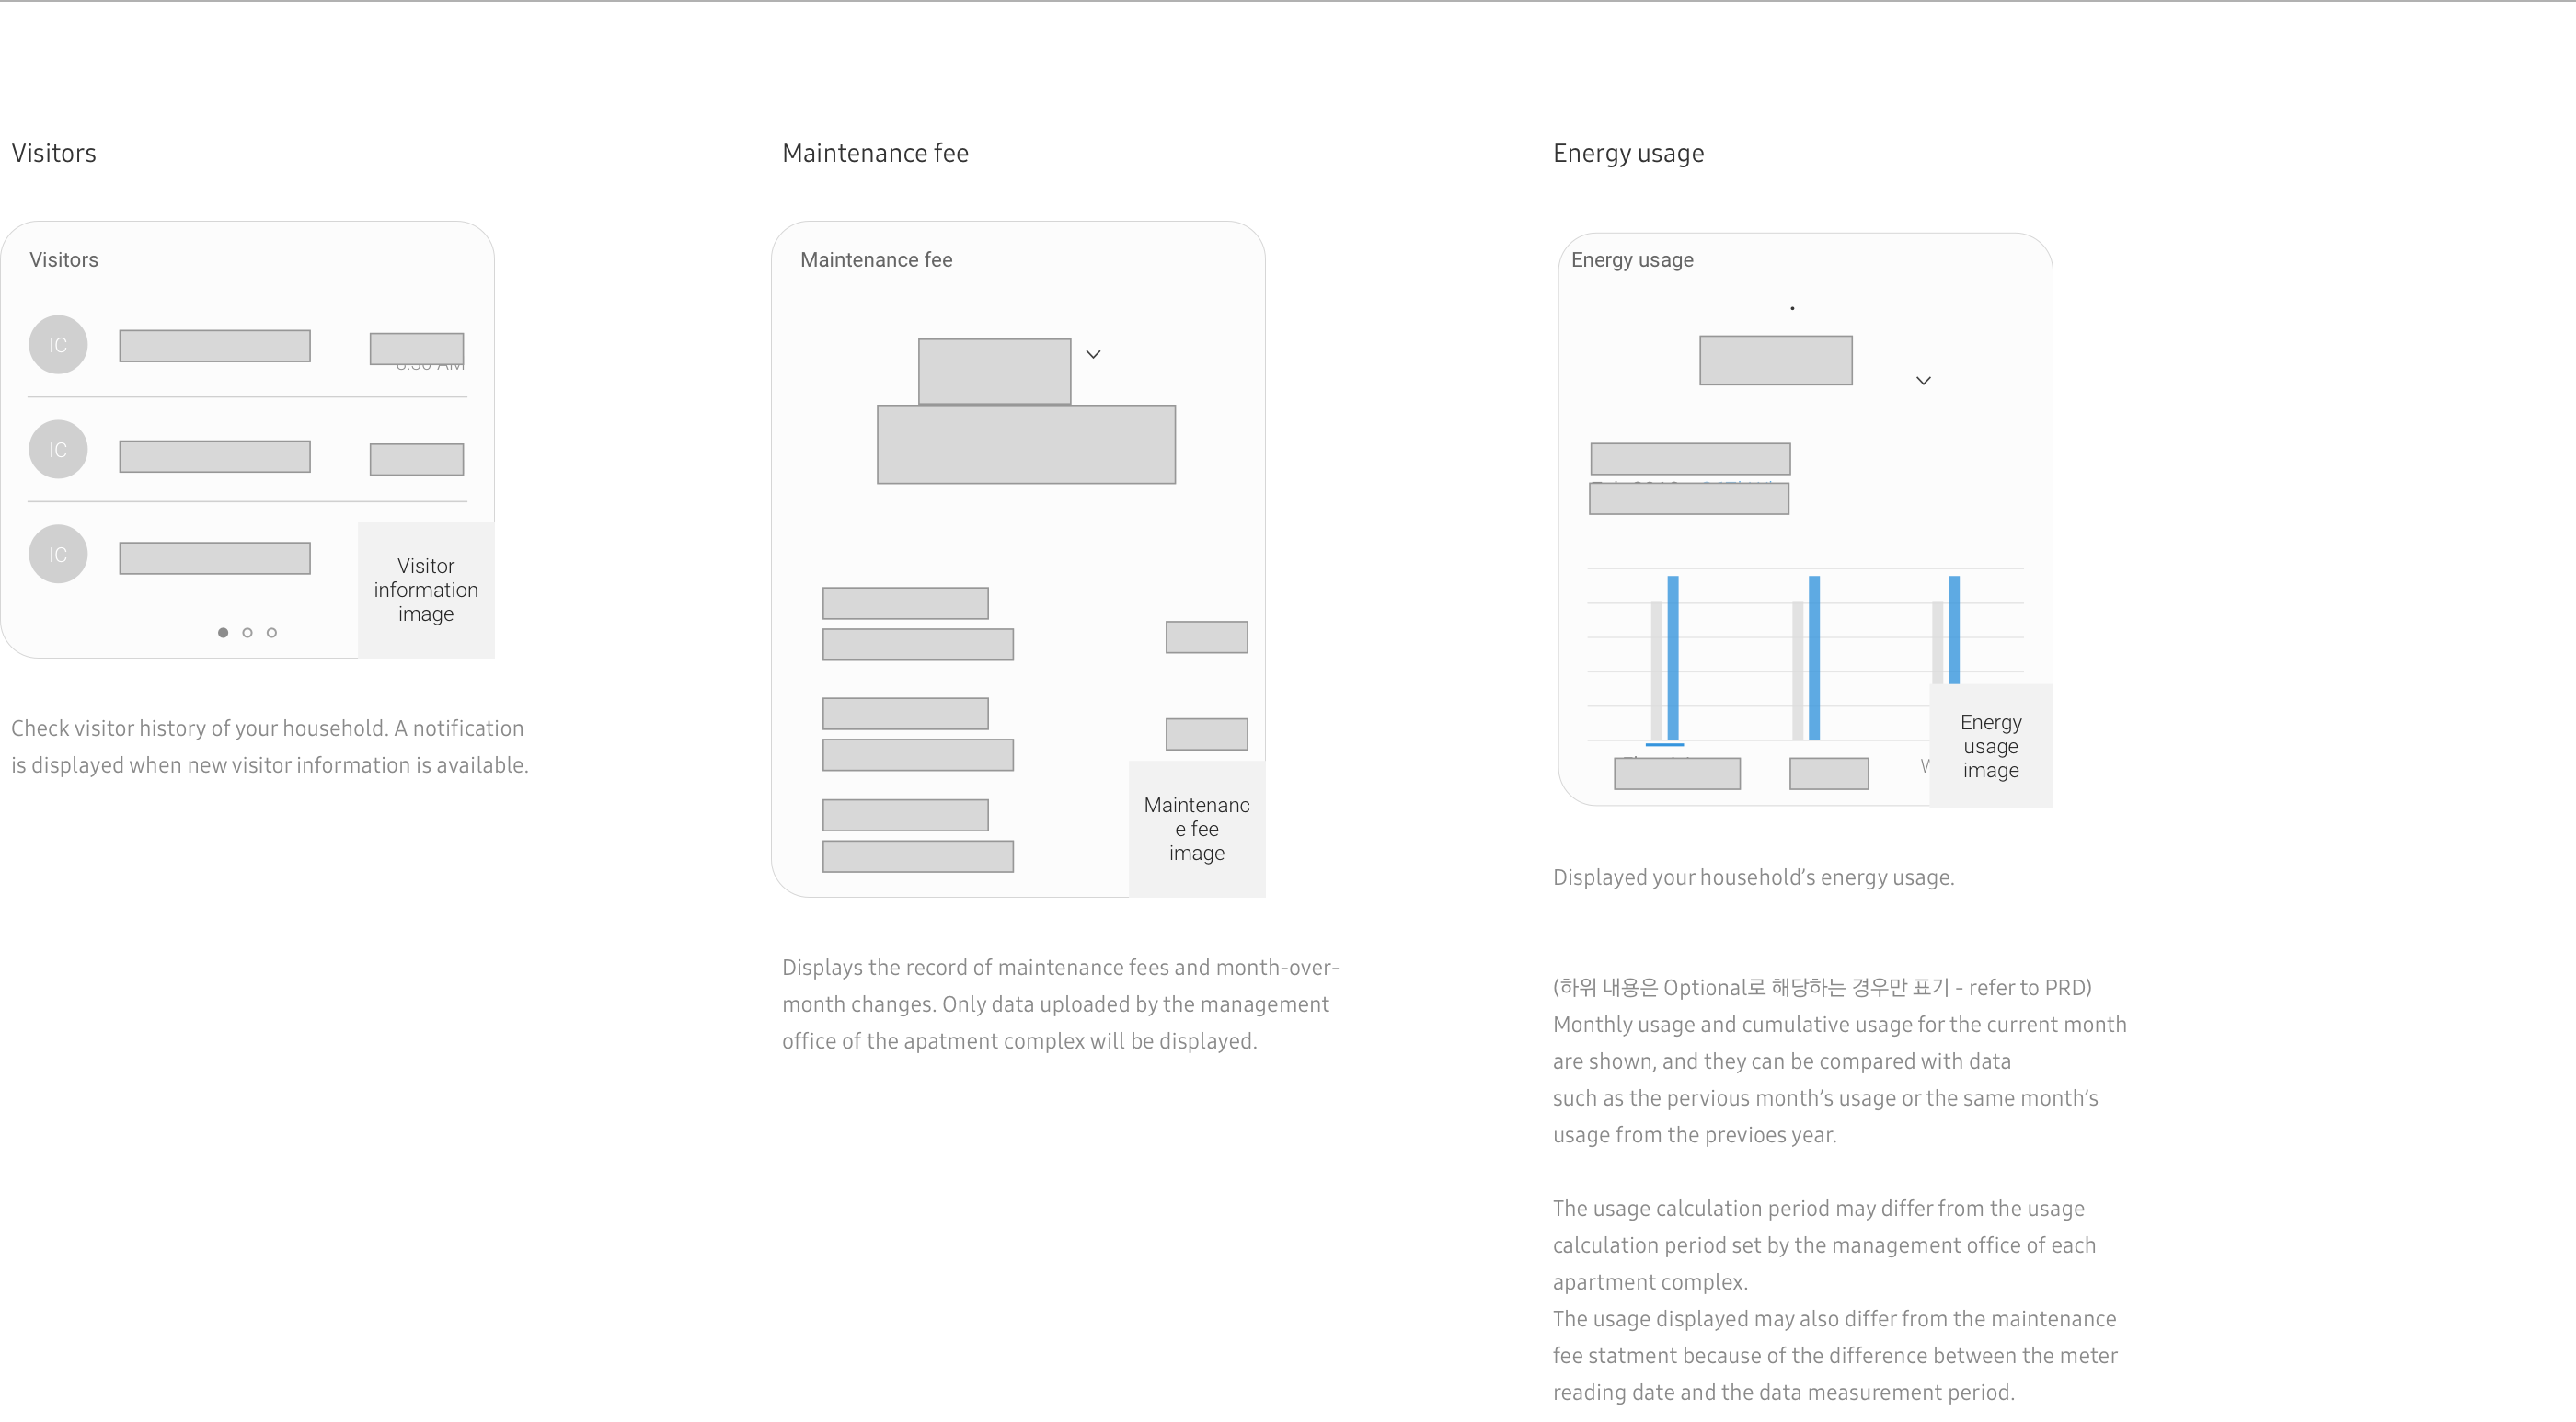 Visitors
Maintenance fee
Energy usage
Visitors
IC
IC
IC
Visitor
information
image
Check visitor history of your household. A notification
is displayed when new visitor information is available.
Maintenance fee
Maintenanc
e fee
image
Displays the record of maintenance fees and month-over-
month changes. Only data uploaded by the management
office of the apatment complex will be displayed.
Energy usage
Energy
usage
image
Displayed your household’s energy usage.
(하위 내용은 Optional로 해당하는 경우만 표기 - refer to PRD)
Monthly usage and cumulative usage for the current month
are shown, and they can be compared with data
such as the pervious month’s usage or the same month’s
usage from the previoes year.
The usage calculation period may differ from the usage
calculation period set by the management office of each
apartment complex.
The usage displayed may also differ from the maintenance
fee statment because of the difference between the meter
reading date and the data measurement period.